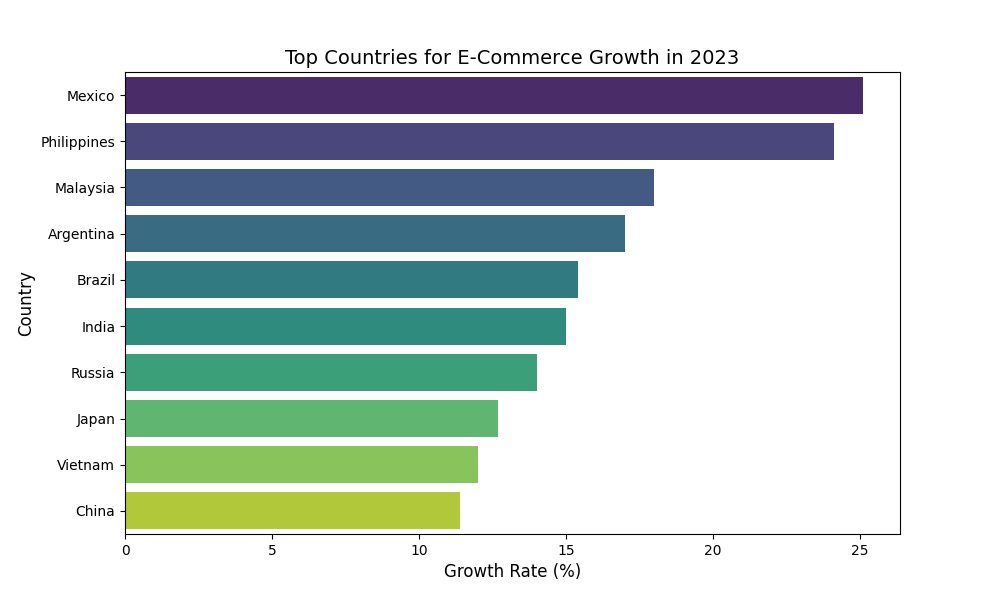 Top Countries for E-Commerce Growth in 2023
Mexico
Philippines
Malaysia
Argentina
Brazil
India
Russia
Japan
Vietnam
China
Country
0 5 10 15 20 25
Growth Rate (%)